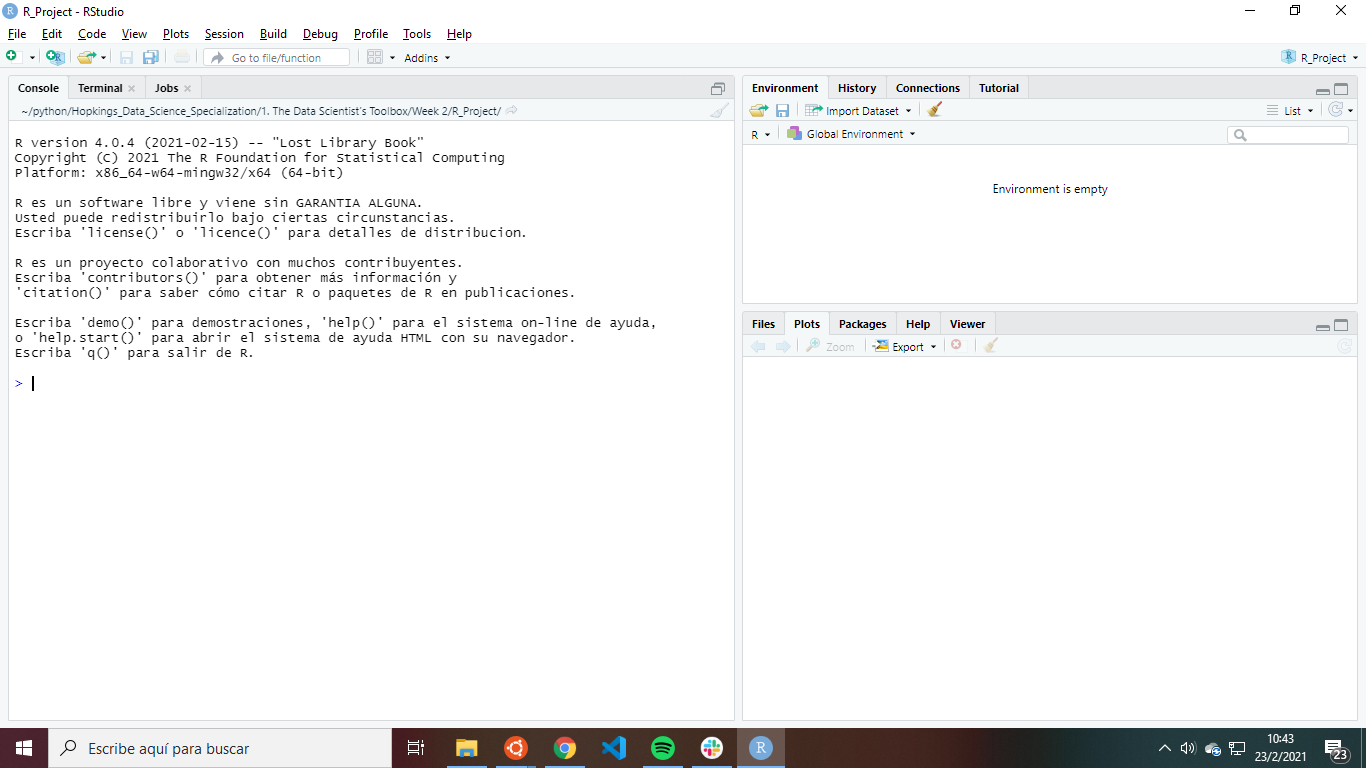 R_Project - RStudio
File Edit Code View Plots Session Build Debug Profile Tools Help
Go to file/function Addins R_Project
Console Terminal Jobs
~/python/Hopkings_Data_Science_Specialization/1. The Data Scientist's Toolbox/Week 2/R_Project/
R version 4.0.4 (2021-02-15) -- "Lost Library Book"
Copyright (C) 2021 The R Foundation for Statistical Computing
Platform: x86_64-w64-mingw32/x64 (64-bit)
R es un software libre y viene sin GARANTIA ALGUNA.
Usted puede redistribuirlo bajo ciertas circunstancias.
Escriba 'license()' o 'licence()' para detalles de distribucion.
R es un proyecto colaborativo con muchos contribuyentes.
Escriba 'contributors()' para obtener más información y
'citation()' para saber cómo citar R o paquetes de R en publicaciones.
Escriba 'demo()' para demostraciones, 'help()' para el sistema on-line de ayuda,
o 'help.start()' para abrir el sistema de ayuda HTML con su navegador.
Escriba 'q()' para salir de R.
>
Environment History Connections Tutorial
Import Dataset List
R Global Environment
Environment is empty
Files Plots Packages Help Viewer
Zoom Export
Escribe aquí para buscar
R
10:43
23/2/2021
23